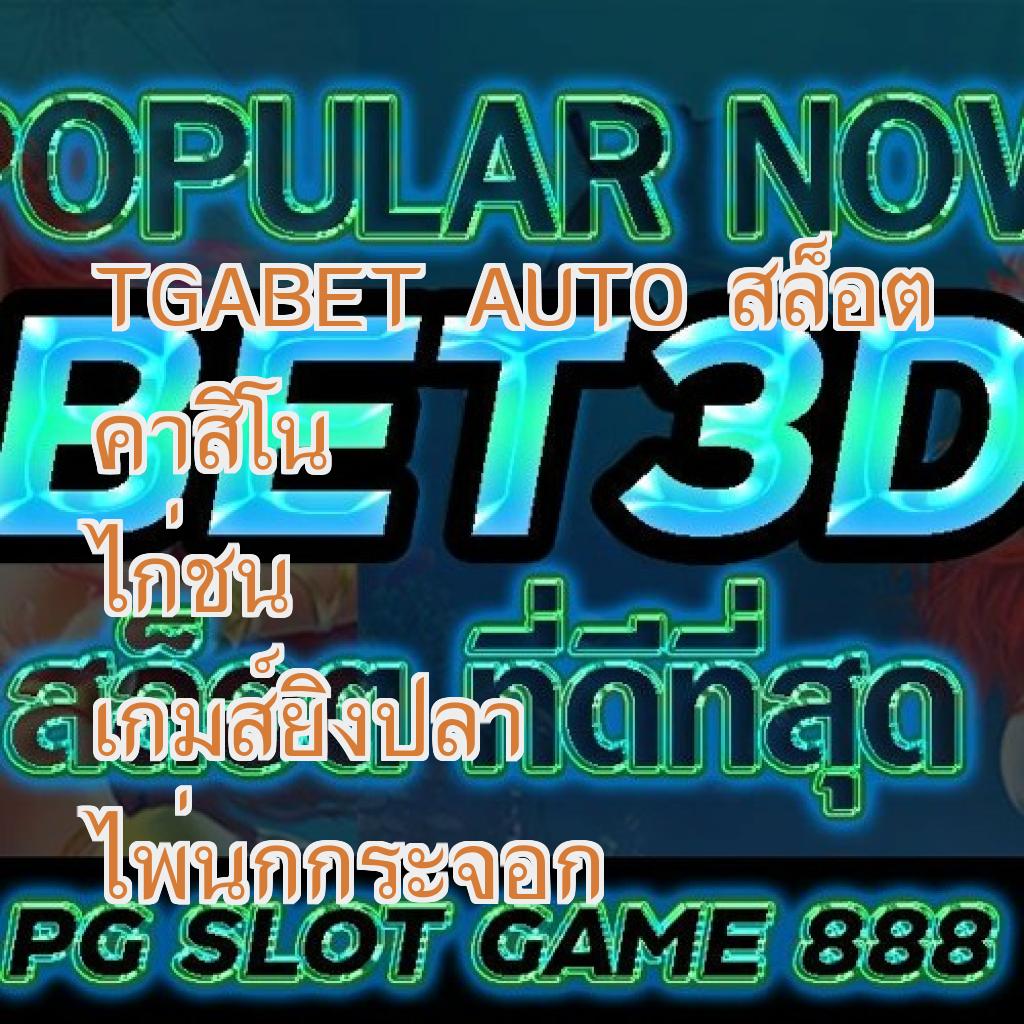 POPULAR NOW
TGABET AUTO สล็อต
BET3D
คาสิโน
ไก่ชน
สล็อต ที่ดีที่สุด
เกมส์ยิงปลา
ไพ่นกกระจอก
PG SLOT GAME 888